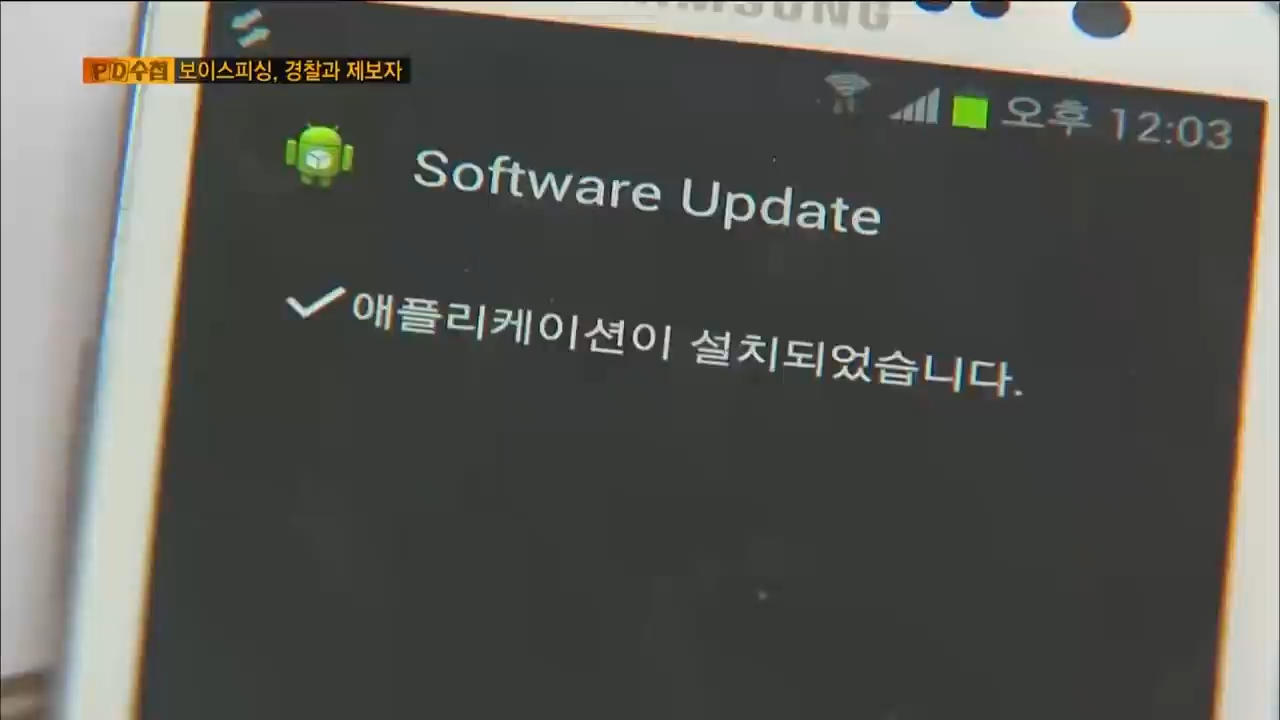 SAMSUNG
PD수첩 보이스피싱, 경찰과 제보자
오후 12:03
Software Update
애플리케이션이 설치되었습니다.